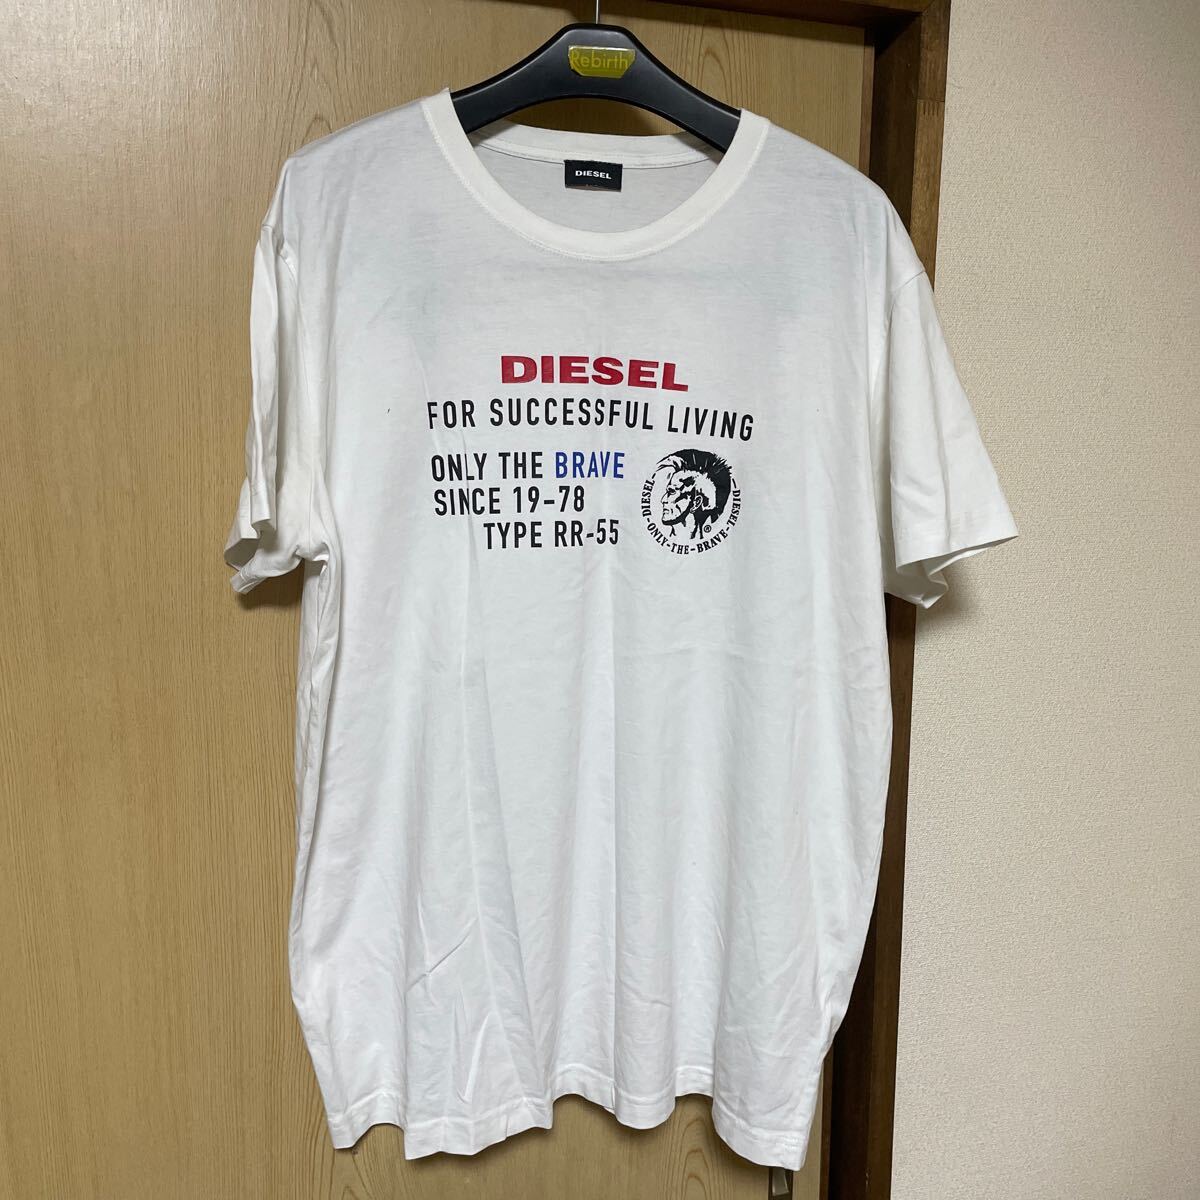 Rebirth
DIESEL
DIESEL
FOR SUCCESSFUL LIVING
ONLY THE BRAVE
SINCE 19-78
TYPE RR-55
DIESEL-ONLY-THE-BRAVE-DIESEL
®